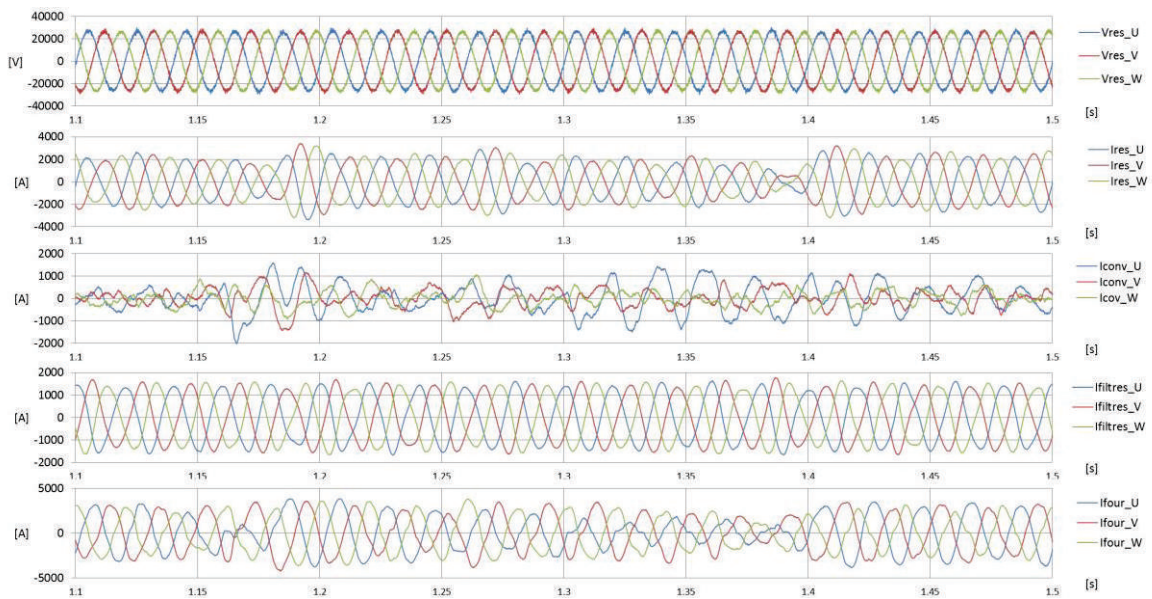 40000
20000
0
-20000
-40000
[V]
1.1 1.15 1.2 1.25 1.3 1.35 1.4 1.45 1.5
[s]
Vres_U
Vres_V
Vres_W
4000
2000
0
-2000
-4000
[A]
1.1 1.15 1.2 1.25 1.3 1.35 1.4 1.45 1.5
[s]
Ires_U
Ires_V
Ires_W
2000
1000
0
-1000
-2000
[A]
1.1 1.15 1.2 1.25 1.3 1.35 1.4 1.45 1.5
[s]
Iconv_U
Iconv_V
Icov_W
2000
1000
0
-1000
-2000
[A]
1.1 1.15 1.2 1.25 1.3 1.35 1.4 1.45 1.5
[s]
Ifiltres_U
Ifiltres_V
Ifiltres_W
5000
0
-5000
[A]
1.1 1.15 1.2 1.25 1.3 1.35 1.4 1.45 1.5
[s]
Ifour_U
Ifour_V
Ifour_W